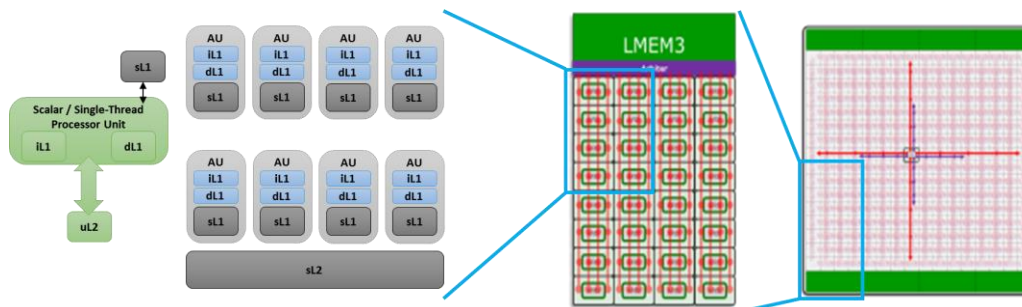 sL1
Scalar / Single-Thread
Processor Unit
iL1
dL1
uL2
AU
iL1
dL1
sL1
AU
iL1
dL1
sL1
AU
iL1
dL1
sL1
AU
iL1
dL1
sL1
AU
iL1
dL1
sL1
AU
iL1
dL1
sL1
AU
iL1
dL1
sL1
AU
iL1
dL1
sL1
sL2
LMEM3
Arbiter